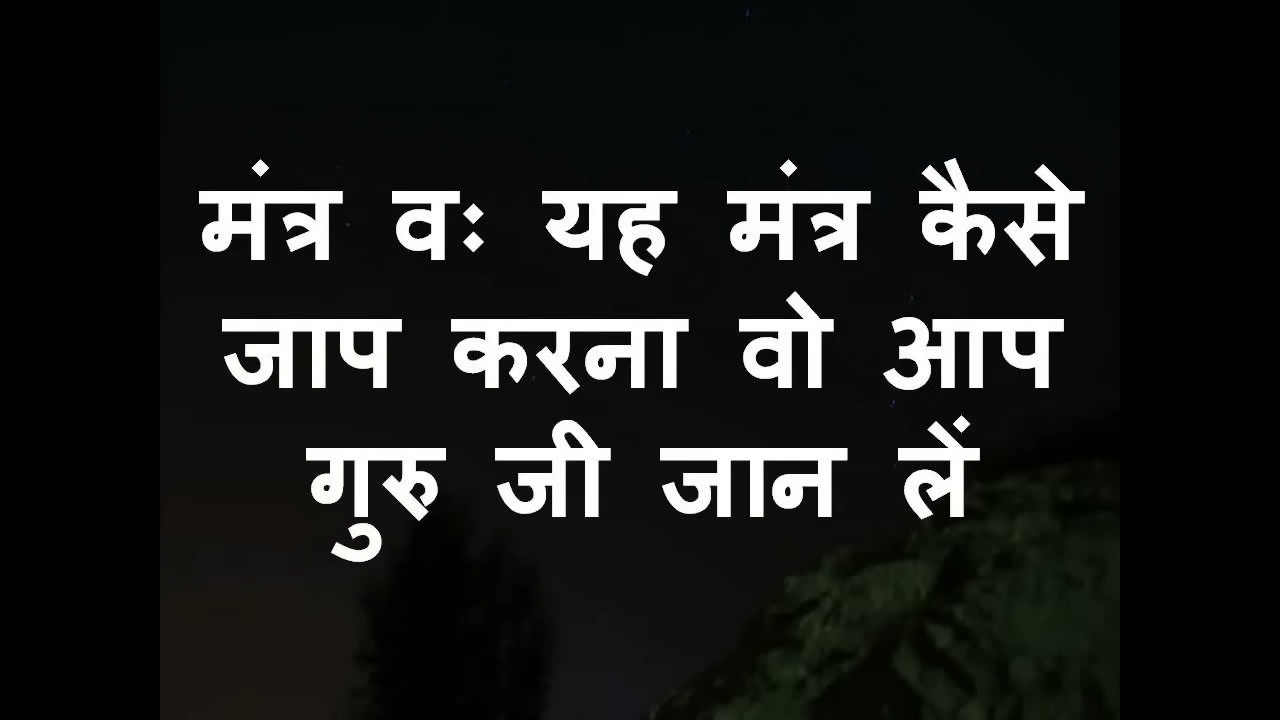 मंत्र वः यह मंत्र कैसे
जाप करना वो आप
गुरु जी जान लें